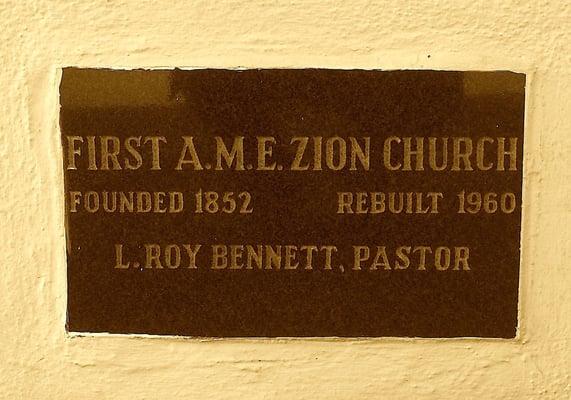 FIRST A.M.E. ZION CHURCH
FOUNDED 1852 REBUILT 1960
L. ROY BENNETT, PASTOR